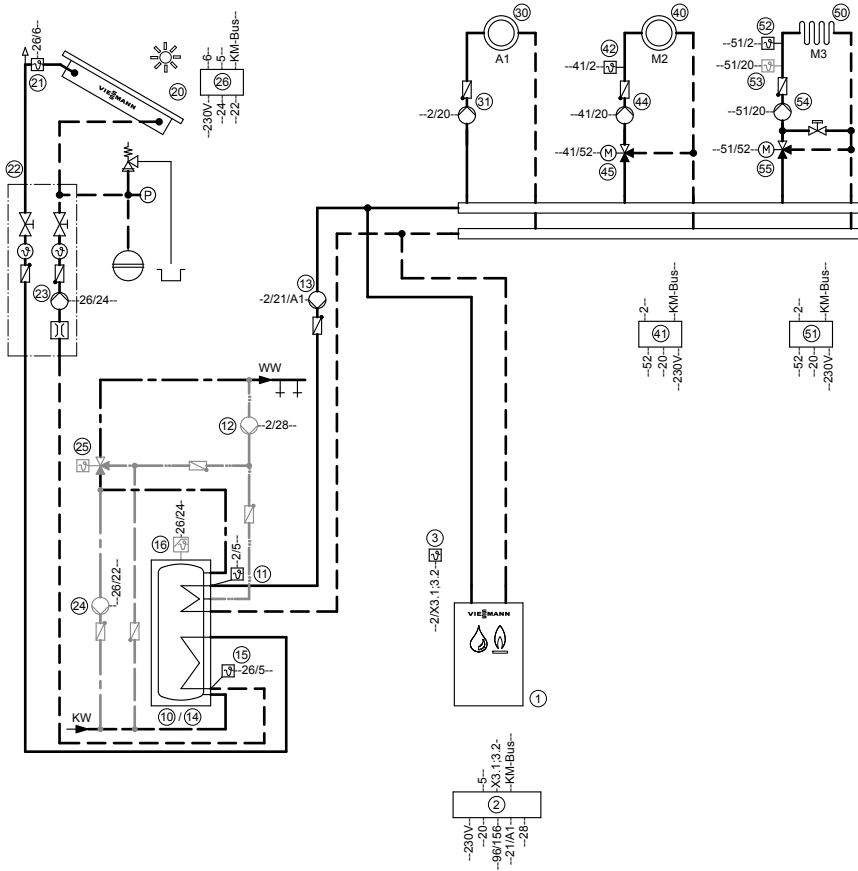 --26/6--
21
VIESSMANN
20
--6--
--5--
--KM-Bus--
26
--230V--
--24--
--22--
22
P
23
--26/24--
30
A1
31
--2/20--
40
M2
42
--41/2--
44
--41/20--
--41/52--
M
45
50
M3
52
--51/2--
--51/20--
53
54
--51/20--
--51/52--
M
55
13
-2/21/A1-
--2--
--KM-Bus--
41
--52--
--20--
--230V--
--2--
--KM-Bus--
51
--52--
--20--
--230V--
WW
12
--2/28--
25
16
--26/24--
--2/5--
11
24
--26/22--
15
--26/5--
KW
10 / 14
3
--2/X3.1;3.2--
VIESSMANN
1
--5--
-X3.1;3.2-
--KM-Bus--
2
--230V--
--20--
--96/156--
--21/A1--
--28--